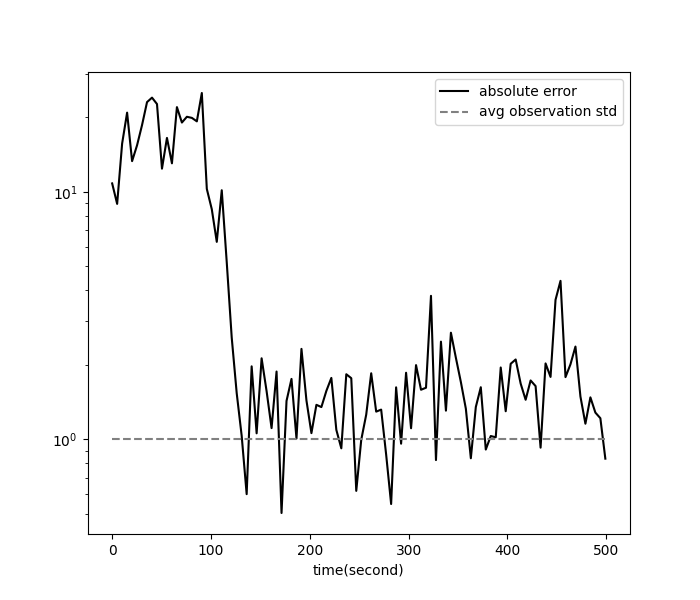 absolute error
avg observation std
10¹
10⁰
0 100 200 300 400 500
time(second)